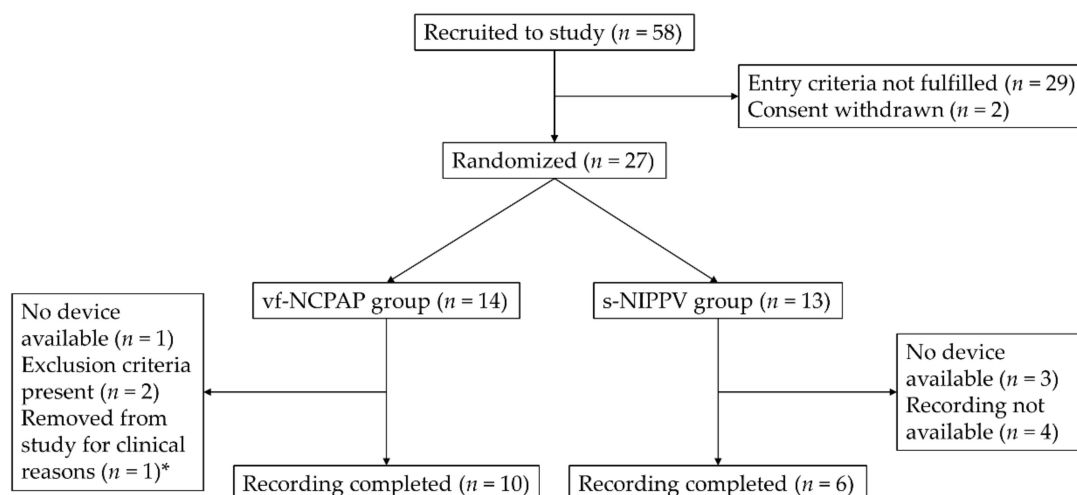 Recruited to study (n = 58)
Entry criteria not fulfilled (n = 29)
Consent withdrawn (n = 2)
Randomized (n = 27)
vf-NCPAP group (n = 14)
s-NIPPV group (n = 13)
No device
available (n = 1)
Exclusion criteria
present (n = 2)
Removed from
study for clinical
reasons (n = 1)*
No device
available (n = 3)
Recording not
available (n = 4)
Recording completed (n = 10)
Recording completed (n = 6)